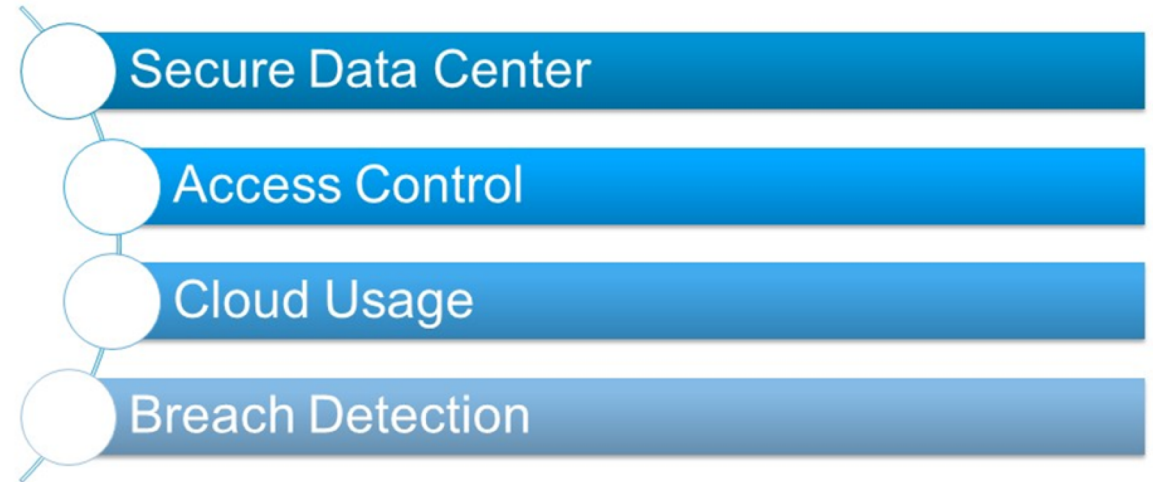 Secure Data Center
Access Control
Cloud Usage
Breach Detection